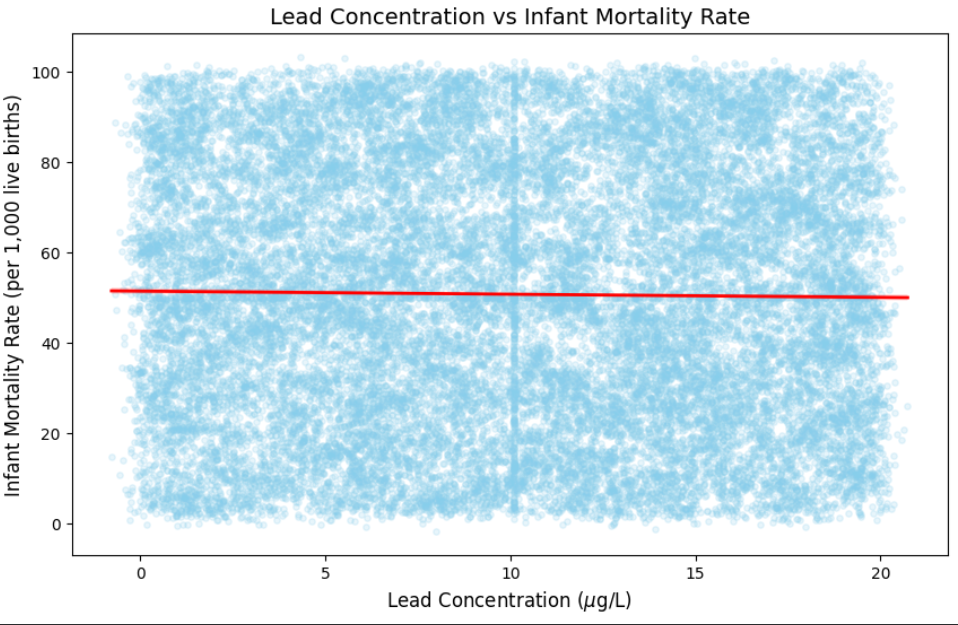 Lead Concentration vs Infant Mortality Rate
Infant Mortality Rate (per 1,000 live births)
100
80
60
40
20
0
0 5 10 15 20
Lead Concentration (μg/L)